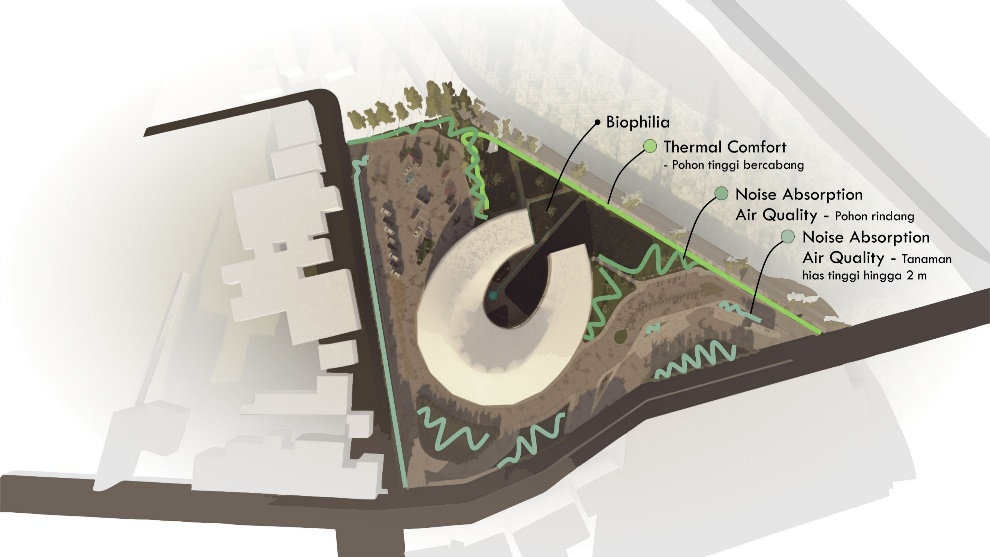 Biophilia
Thermal Comfort
- Pohon tinggi bercabang
Noise Absorption
Air Quality - Pohon rindang
Noise Absorption
Air Quality - Tanaman
hias tinggi hingga 2 m